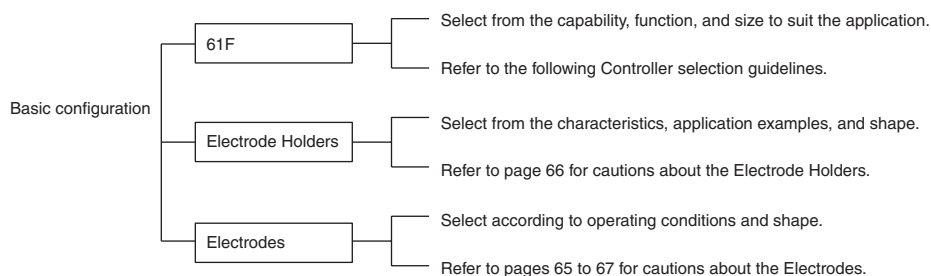 Basic configuration
61F
Select from the capability, function, and size to suit the application.
Refer to the following Controller selection guidelines.
Electrode Holders
Select from the characteristics, application examples, and shape.
Refer to page 66 for cautions about the Electrode Holders.
Electrodes
Select according to operating conditions and shape.
Refer to pages 65 to 67 for cautions about the Electrodes.